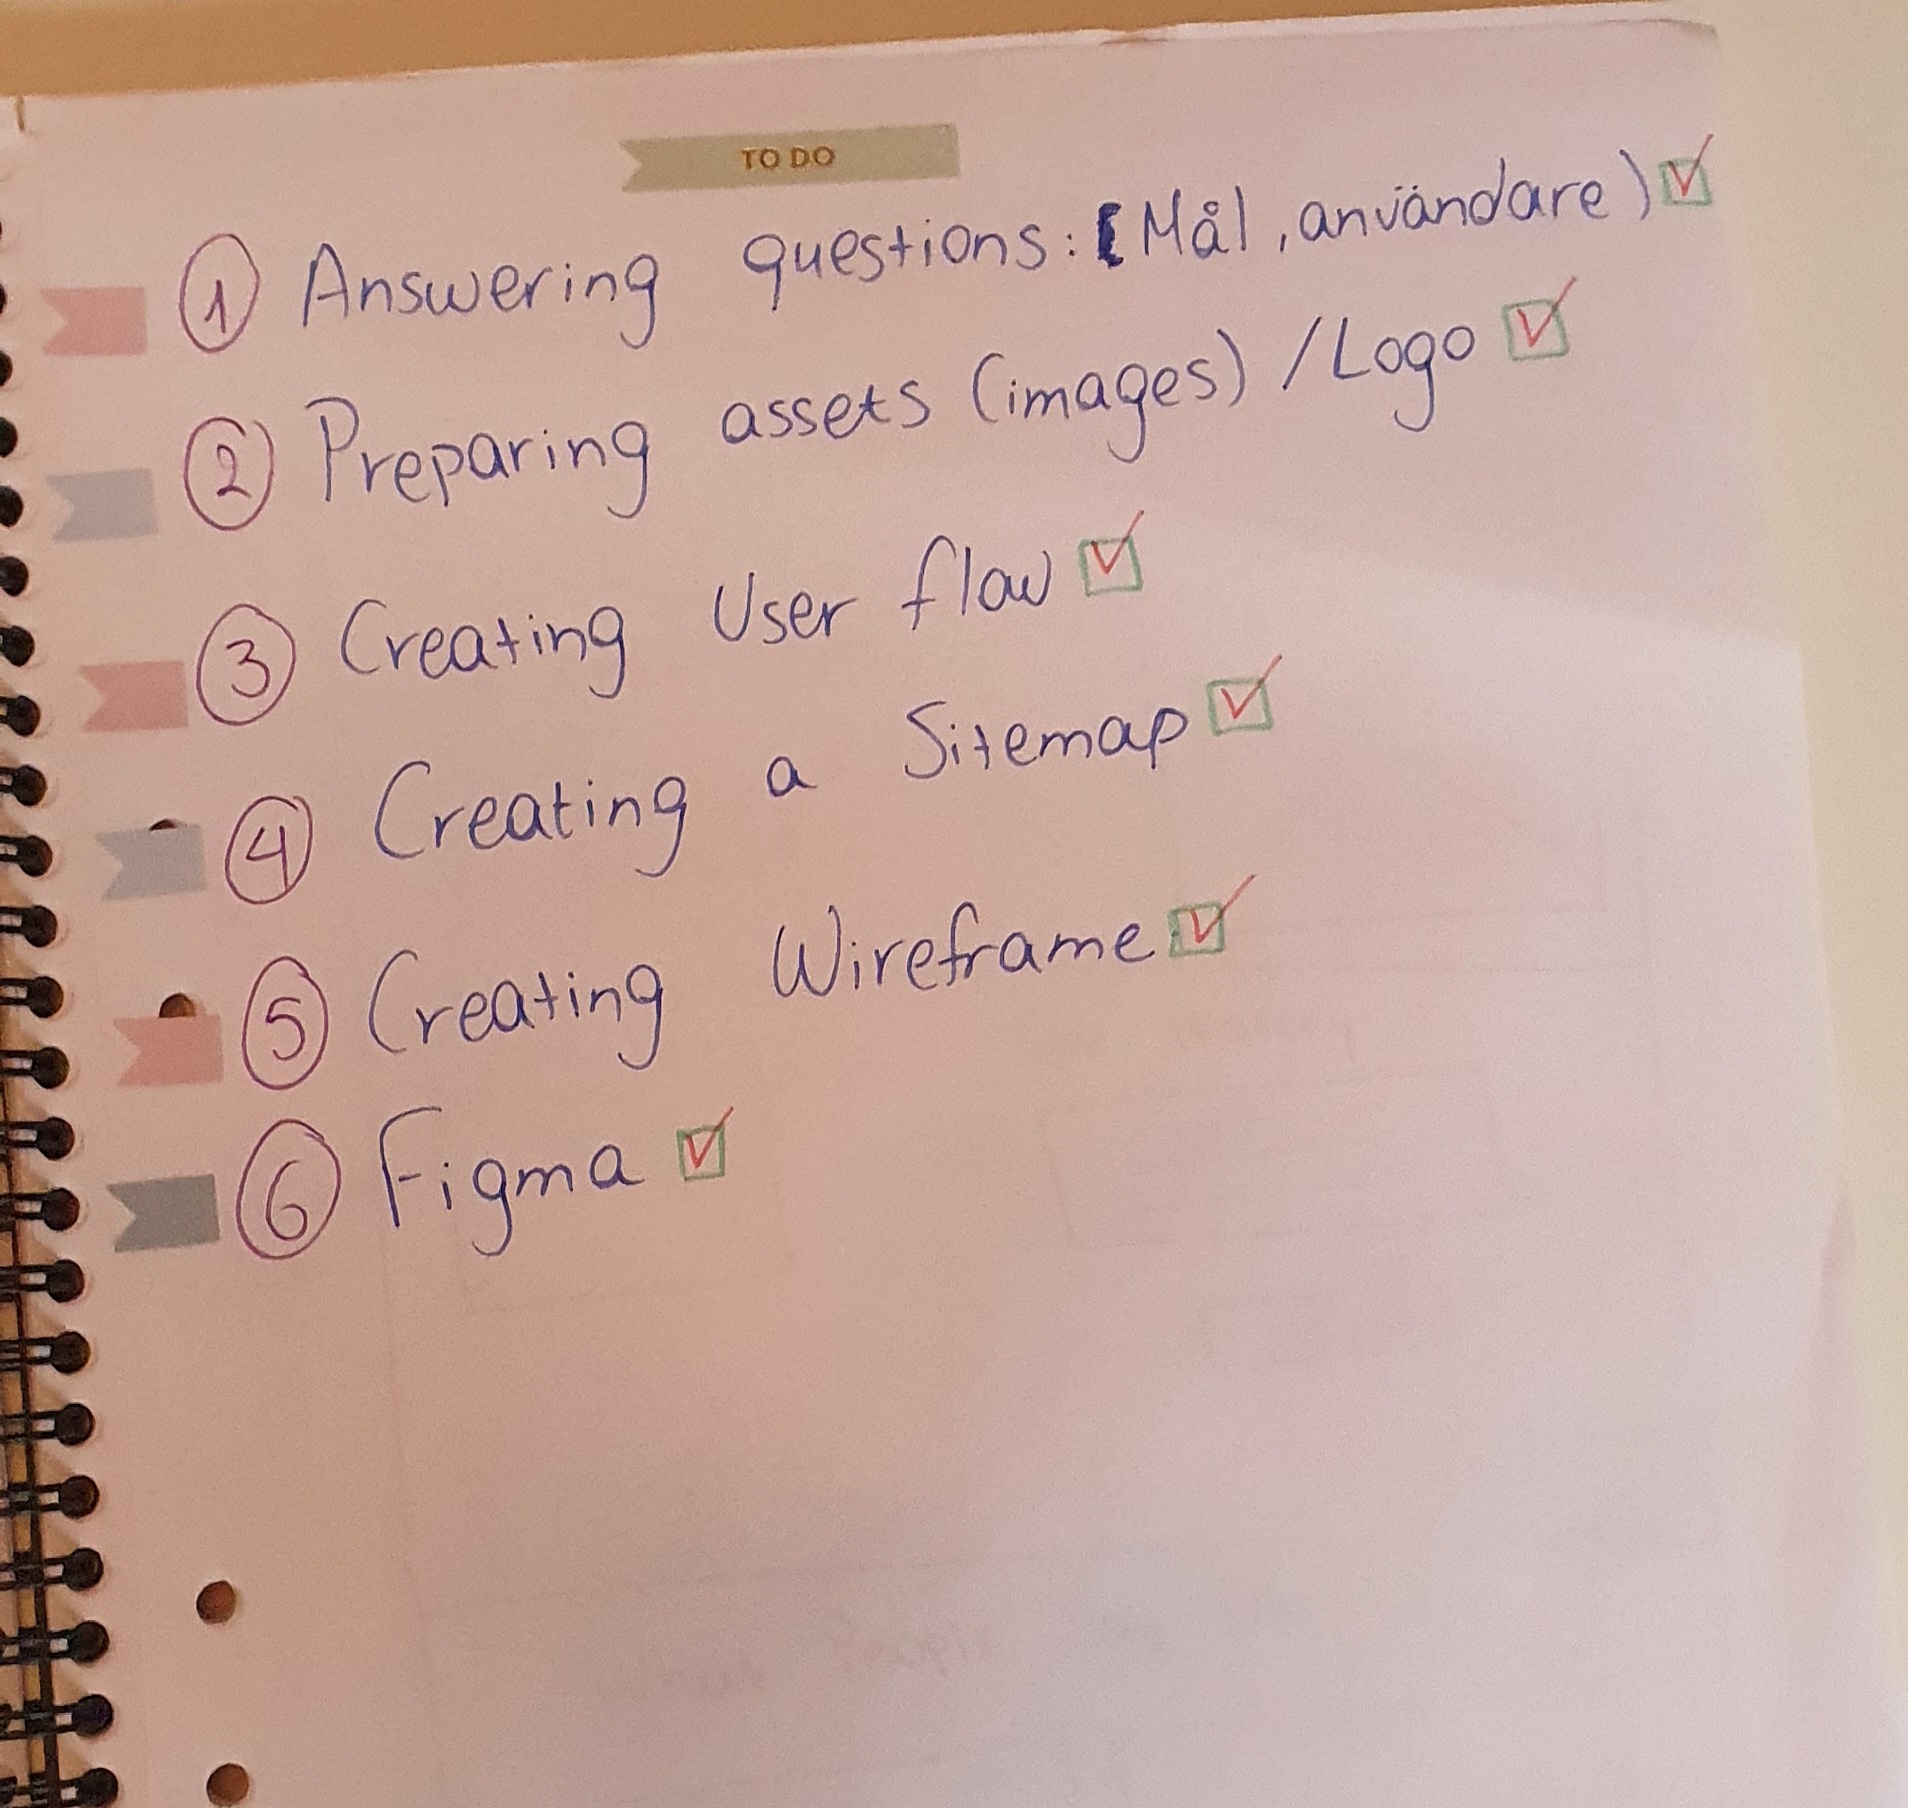 TO DO
1 Answering questions: (Mål, användare) ☑
2 Preparing assets (images) / Logo ☑
3 Creating User flow ☑
4 Creating a Sitemap ☑
5 Creating Wireframe ☑
6 Figma ☑